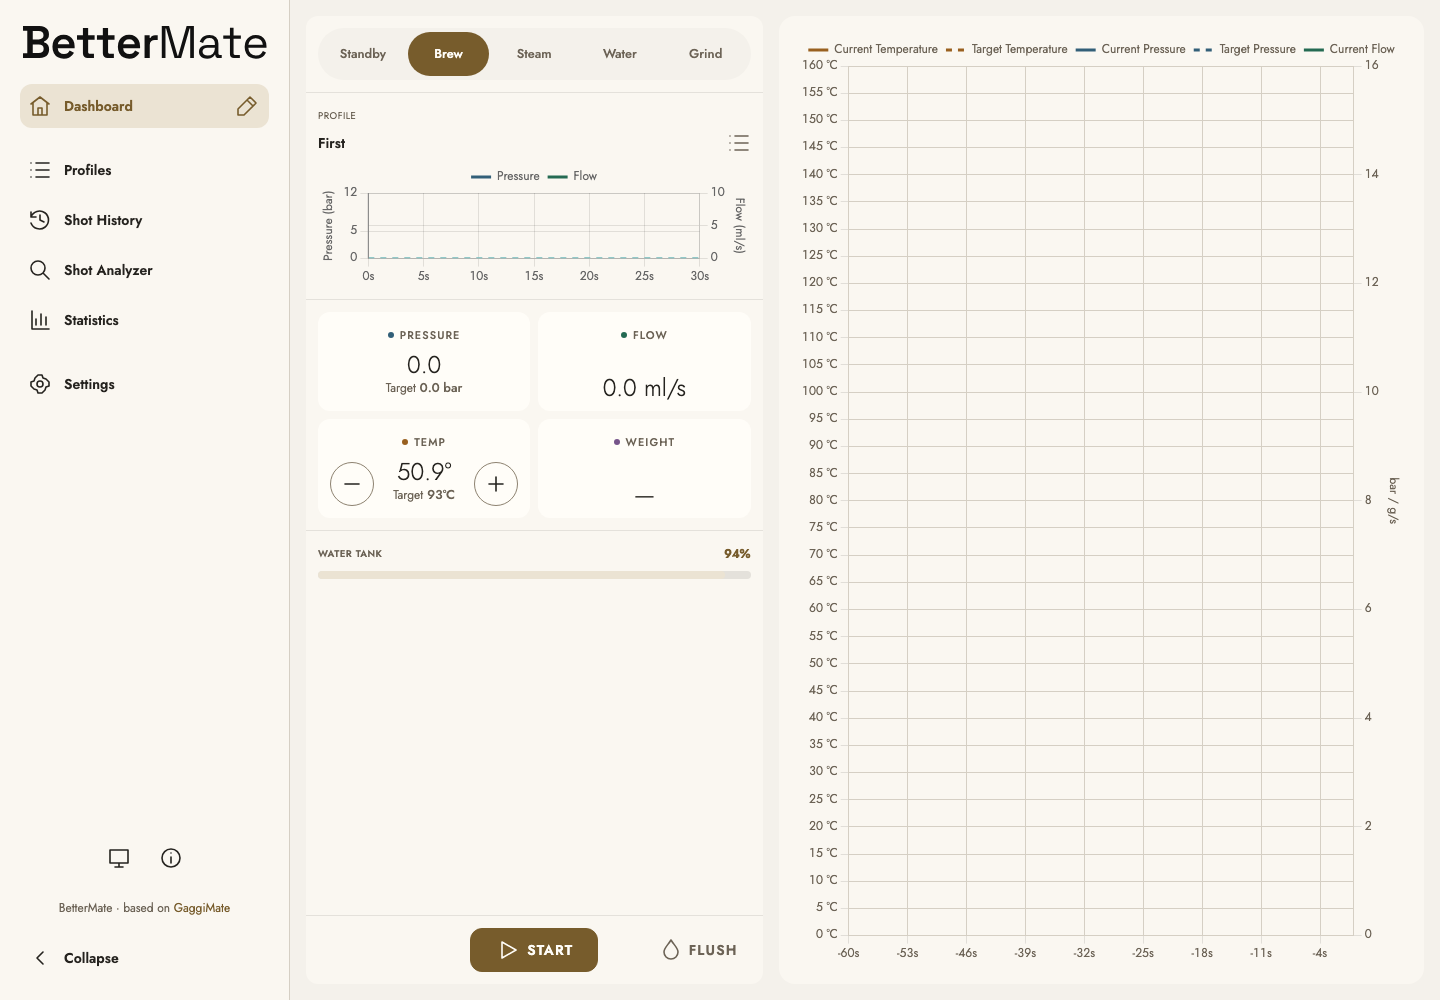 BetterMate
Dashboard
Profiles
Shot History
Shot Analyzer
Statistics
Settings
BetterMate · based on GaggiMate
Collapse
Standby Brew Steam Water Grind
PROFILE
First
Pressure Flow
Pressure (bar)
12
5
0
10
5
0
Flow (ml/s)
0s 5s 10s 15s 20s 25s 30s
PRESSURE
0.0
Target 0.0 bar
FLOW
0.0 ml/s
TEMP
50.9°
Target 93°C
WEIGHT
—
WATER TANK 94%
START
FLUSH
Current Temperature Target Temperature Current Pressure Target Pressure Current Flow
160 °C
155 °C
150 °C
145 °C
140 °C
135 °C
130 °C
125 °C
120 °C
115 °C
110 °C
105 °C
100 °C
95 °C
90 °C
85 °C
80 °C
75 °C
70 °C
65 °C
60 °C
55 °C
50 °C
45 °C
40 °C
35 °C
30 °C
25 °C
20 °C
15 °C
10 °C
5 °C
0 °C
16
14
12
10
8
6
4
2
0
bar / g/s
-60s -53s -46s -39s -32s -25s -18s -11s -4s